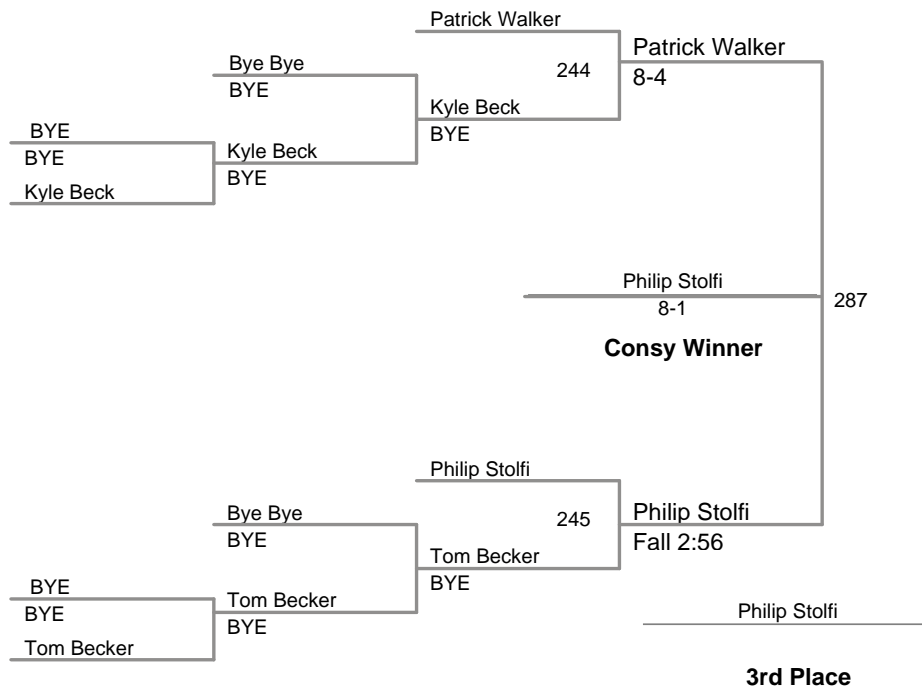 Patrick Walker
244
Patrick Walker
8-4
Bye Bye
BYE
Kyle Beck
BYE
BYE
BYE
Kyle Beck
BYE
Kyle Beck
Philip Stolfi
8-1
287
Consy Winner
Philip Stolfi
245
Philip Stolfi
Fall 2:56
Bye Bye
BYE
Tom Becker
BYE
BYE
BYE
Tom Becker
BYE
Tom Becker
Philip Stolfi
3rd Place